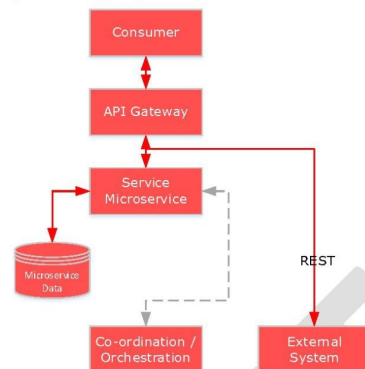 Consumer
API Gateway
Service
Microservice
Microservice
Data
REST
Co-ordination /
Orchestration
External
System